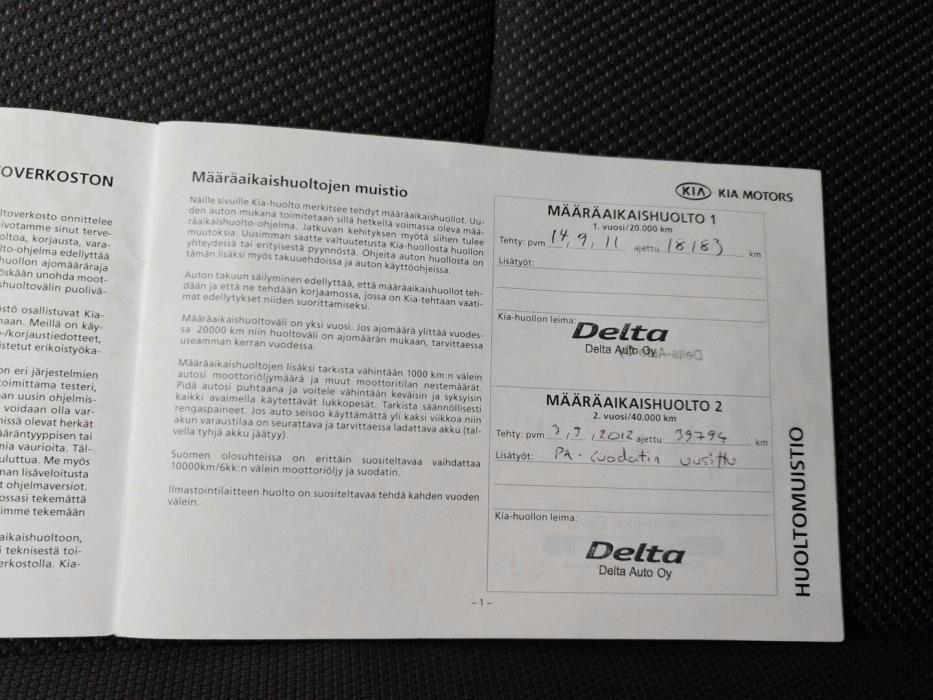 OVERKOSTON
ltoverkosto onnittelee
ivotamme sinut terve-
oltoa, korjausta, vara-
lto-ohjelma edellyttää
huollon ajomääräraja
öskään unohda moot-
shuoltovälin puolivä-
stö osallistuvat Kia-
naan. Meillä on käy-
-/korjaustiedotteet,
istetut erikoistyöka-
on eri järjestelmien
toimittama testeri,
an uusin ohjelmis-
voidaan olla var-
nissä olevat herkät
ääräntyyppisen tai
nia vaurioita. Täl-
uluttua. Me myös
nan lisäveloitusta
t ohjelmaversiot.
ossasi tekemättä
imme tekemään
aikaishuoltoon,
i teknisestä toi-
erkostolla. Kia-
Määräaikaishuoltojen muistio
Näille sivuille Kia-huolto merkitsee tehdyt määräaikaishuollot. Uu-
den auton mukana toimitetaan sillä hetkellä voimassa oleva mää-
räaikaishuolto-ohjelma. Jatkuvan kehityksen myötä siihen tulee
muutoksia. Uusimman saatte valtuutetusta Kia-huollosta huollon
yhteydessä tai erityisestä pyynnöstä. Ohjeita auton huollosta on
tämän lisäksi myös takuuehdoissa ja auton käyttöohjeissa.
Auton takuun säilyminen edellyttää, että määräaikaishuollot teh-
dään ja että ne tehdään korjaamossa, jossa on Kia-tehtaan vaati-
mat edellytykset niiden suorittamiseksi.
Määräaikaishuoltoväli on yksi vuosi. Jos ajomäärä ylittää vuodes-
sa 20000 km niin huoltoväli on ajomäärän mukaan, tarvittaessa
useamman kerran vuodessa.
Määräaikaishuoltojen lisäksi tarkista vähintään 1000 km:n välein
autosi moottoriöljymäärä ja muut moottoritilan nestemäärät.
Pidä autosi puhtaana ja voitele vähintään keväisin ja syksyisin
kaikki avaimella käytettävät lukkopesät. Tarkista säännöllisesti
rengaspaineet. Jos auto seisoo käyttämättä yli kaksi viikkoa niin
akun varaustilaa on seurattava ja tarvittaessa ladattava akku (tal-
vella tyhjä akku jäätyy).
Suomen olosuhteissa on erittäin suositeltavaa vaihdattaa
10000km/6kk:n välein moottoriöljy ja suodatin.
Ilmastointilaitteen huolto on suositeltavaa tehdä kahden vuoden
välein.
KIA KIA MOTORS
MÄÄRÄAIKAISHUOLTO 1
1. vuosi/20.000 km
Tehty: pvm 14, 9, 11 ajettu 18183 km
Lisätyöt:
Kia-huollon leima:
Delta
Delta Auto Oy
MÄÄRÄAIKAISHUOLTO 2
2. vuosi/40.000 km
Tehty: pvm 3, 9, 2012 ajettu 39794 km
Lisätyöt: PA-suodatin uusittu
Kia-huollon leima:
Delta
Delta Auto Oy
HUOLTOMUISTIO
– 1 –